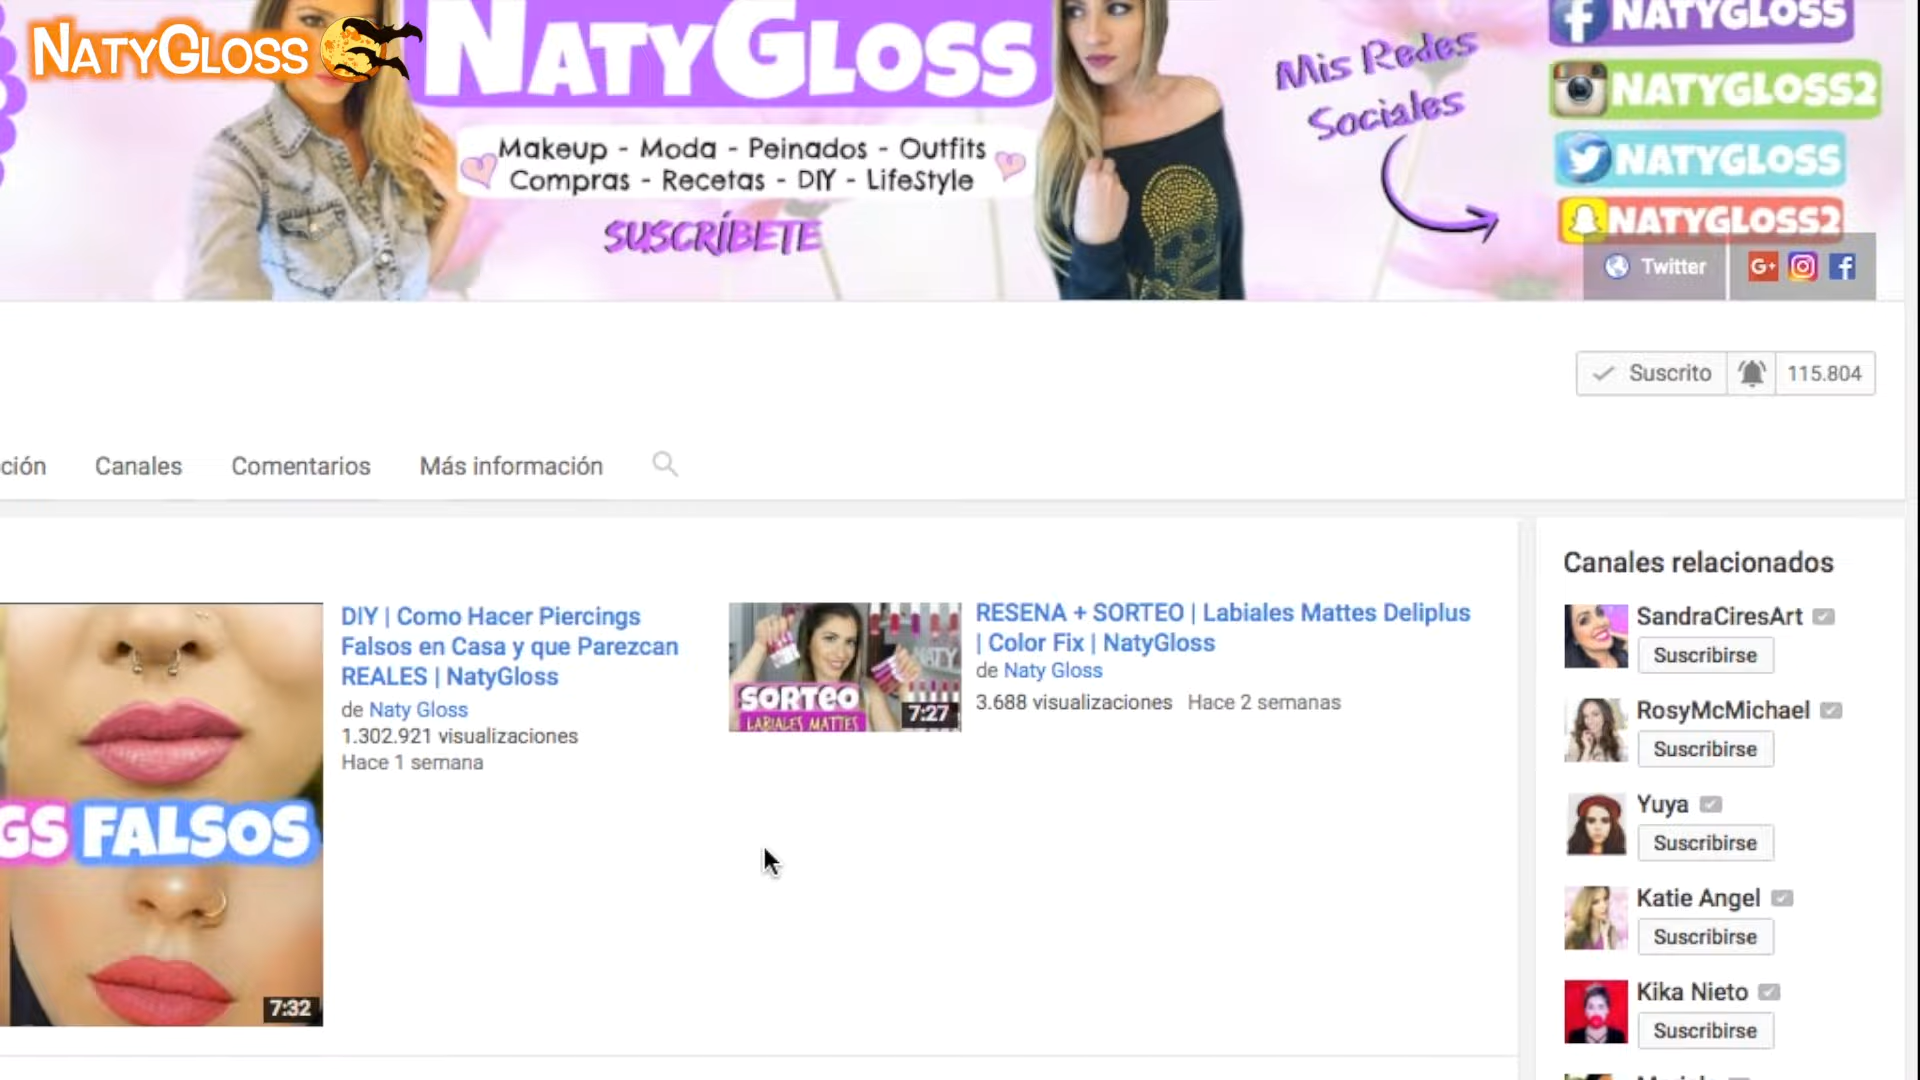 NATYGLOSS
NATYGLOSS
Makeup - Moda - Peinados - Outfits
Compras - Recetas - DIY - LifeStyle
SUSCRÍBETE
Mis Redes
Sociales
NATYGLOSS
NATYGLOSS2
NATYGLOSS
NATYGLOSS2
Twitter
G+
Suscrito
115.804
ción
Canales
Comentarios
Más información
GS FALSOS
7:32
DIY | Como Hacer Piercings
Falsos en Casa y que Parezcan
REALES | NatyGloss
de Naty Gloss
1.302.921 visualizaciones
Hace 1 semana
SORTEO
LABIALES MATTES
NATY
7:27
RESENA + SORTEO | Labiales Mattes Deliplus
| Color Fix | NatyGloss
de Naty Gloss
3.688 visualizaciones Hace 2 semanas
Canales relacionados
SandraCiresArt
Suscribirse
RosyMcMichael
Suscribirse
Yuya
Suscribirse
Katie Angel
Suscribirse
Kika Nieto
Suscribirse